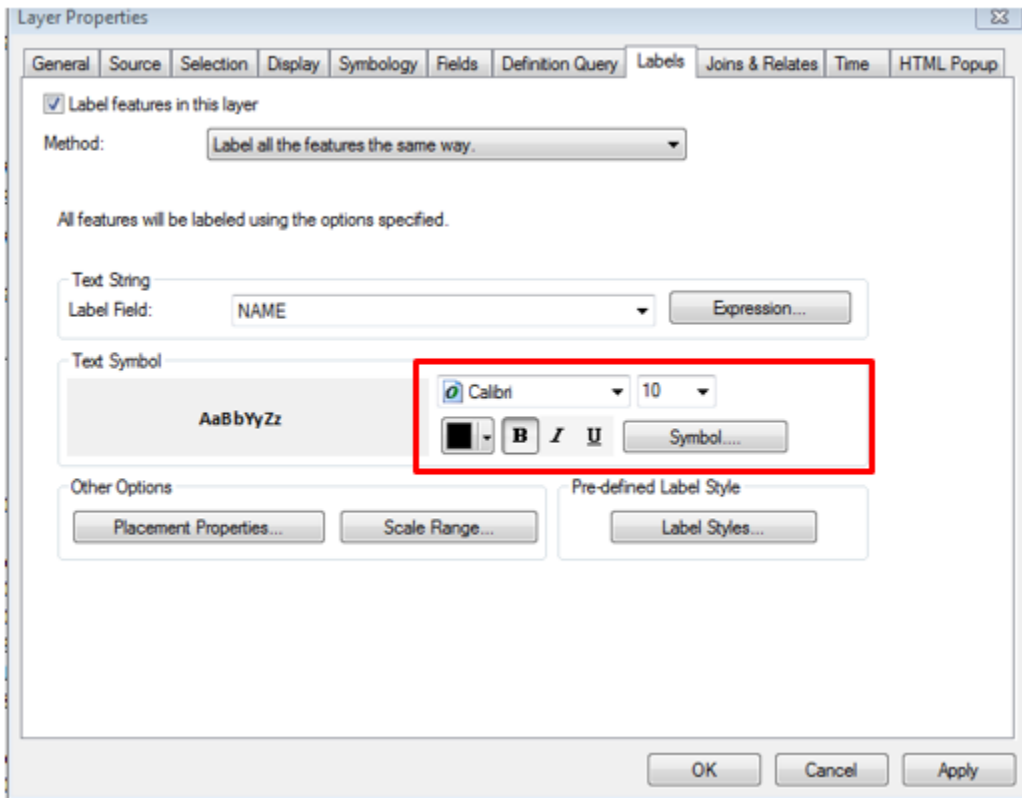 Layer Properties
General Source Selection Display Symbology Fields Definition Query Labels Joins & Relates Time HTML Popup
Label features in this layer
Method: Label all the features the same way.
All features will be labeled using the options specified.
Text String
Label Field: NAME Expression...
Text Symbol
AaBbYyZz
Calibri 10
B I U Symbol....
Other Options
Placement Properties... Scale Range...
Pre-defined Label Style
Label Styles...
OK Cancel Apply